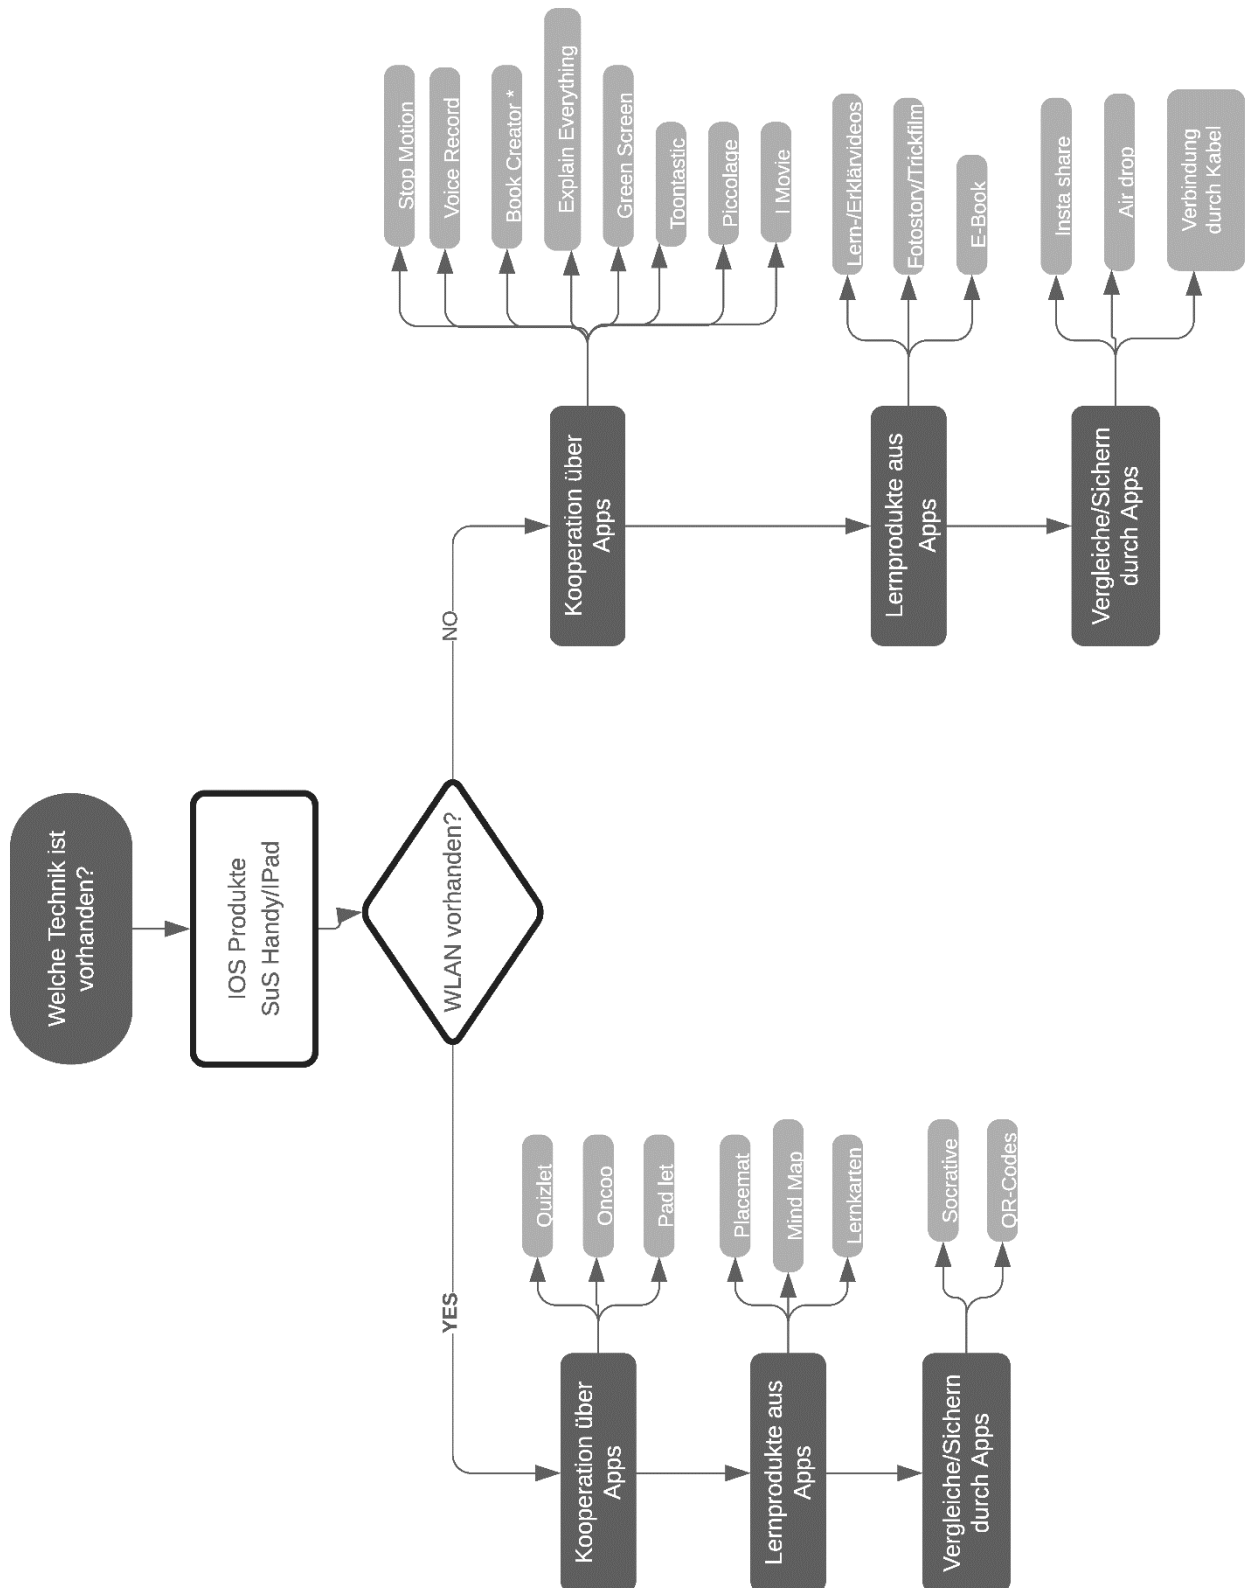 Welche Technik ist
vorhanden?
IOS Produkte
SuS Handy/IPad
WLAN vorhanden?
YES
NO
Kooperation über
Apps
Quizlet
Oncoo
Pad let
Lernprodukte aus
Apps
Placemat
Mind Map
Lernkarten
Vergleiche/Sichern
durch Apps
Socrative
QR-Codes
Kooperation über
Apps
Stop Motion
Voice Record
Book Creator *
Explain Everything
Green Screen
Toontastic
Piccolage
I Movie
Lernprodukte aus
Apps
Lern-/Erklärvideos
Fotostory/Trickfilm
E-Book
Vergleiche/Sichern
durch Apps
Insta share
Air drop
Verbindung
durch Kabel